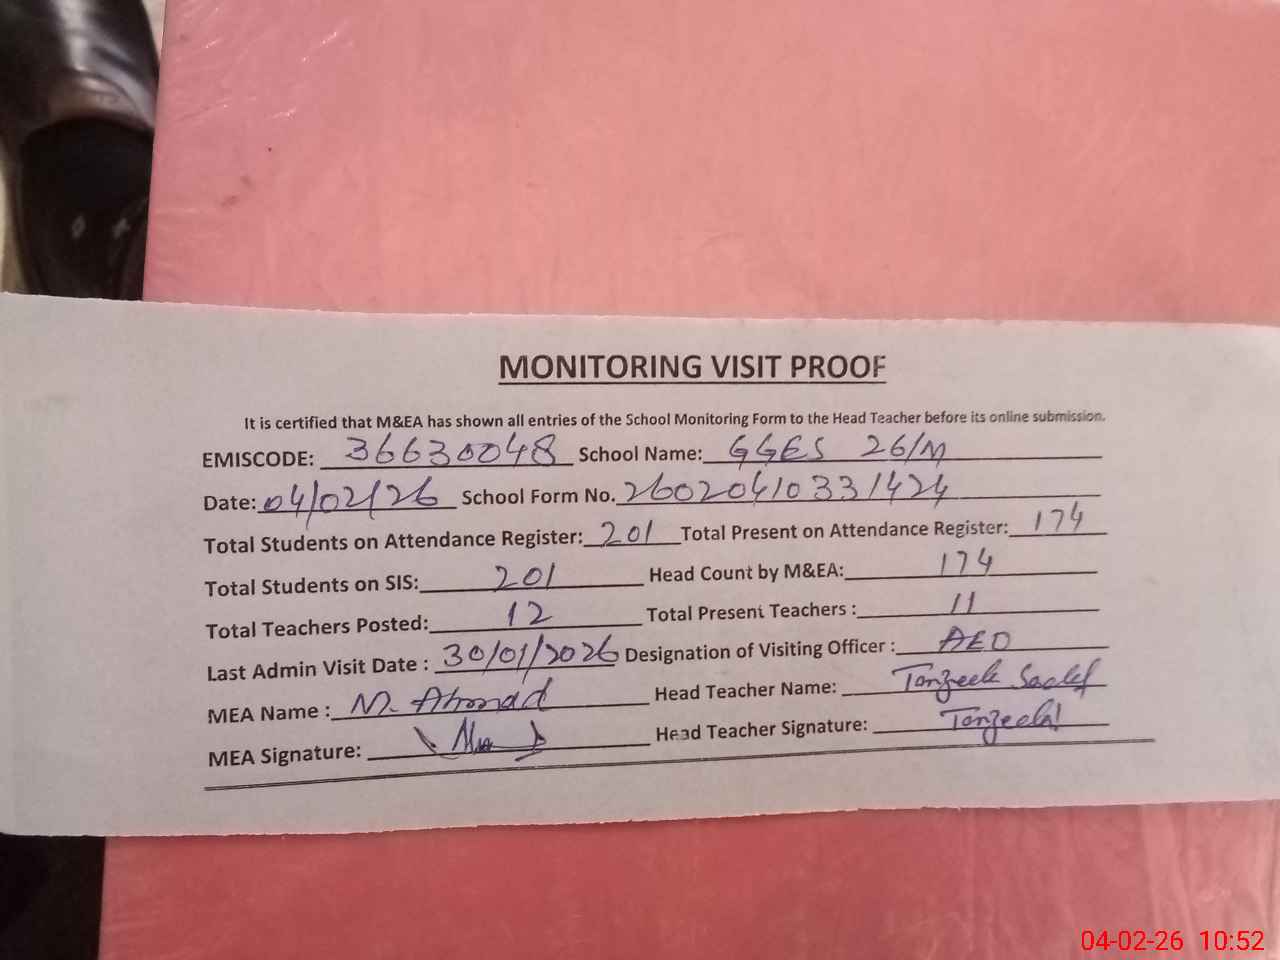 MONITORING VISIT PROOF
It is certified that M&EA has shown all entries of the School Monitoring Form to the Head Teacher before its online submission.
EMISCODE: 36630048 School Name: GGES 26/M
Date: 04/02/26 School Form No. 26020410331424
Total Students on Attendance Register: 201 Total Present on Attendance Register: 174
Total Students on SIS: 201 Head Count by M&EA: 174
Total Teachers Posted: 12 Total Present Teachers : 11
Last Admin Visit Date : 30/01/2026 Designation of Visiting Officer : AEO
MEA Name : M. Ahmad Head Teacher Name: Tanzeela
MEA Signature: Head Teacher Signature: Tanzeela
04-02-26 10:52